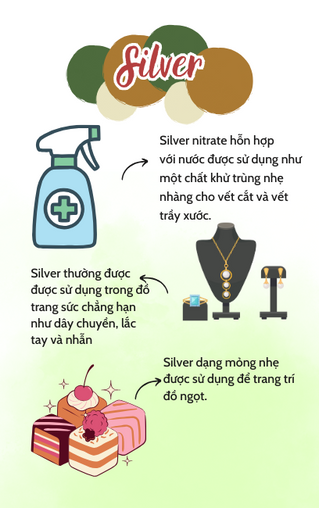 Silver
Silver nitrate hỗn hợp
với nước được sử dụng như
một chất khử trùng nhẹ
nhàng cho vết cắt và vết
trầy xước.
Silver thường được
được sử dụng trong đồ
trang sức chẳng hạn
như dây chuyền, lắc
tay và nhẫn
Silver dạng mỏng nhẹ
được sử dụng để trang trí
đồ ngọt.